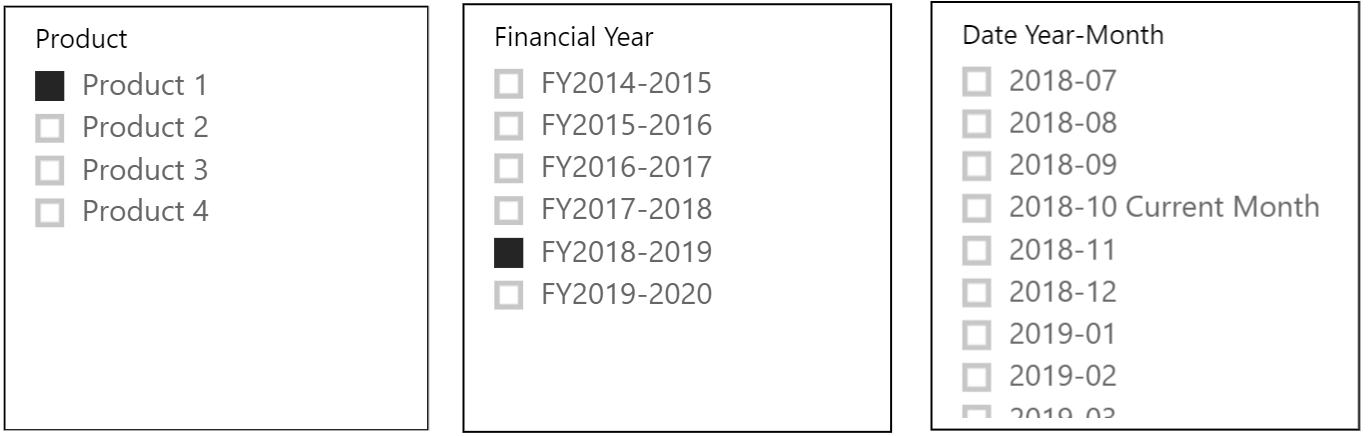 Product
Product 1
Product 2
Product 3
Product 4
Financial Year
FY2014-2015
FY2015-2016
FY2016-2017
FY2017-2018
FY2018-2019
FY2019-2020
Date Year-Month
2018-07
2018-08
2018-09
2018-10 Current Month
2018-11
2018-12
2019-01
2019-02
2019-03